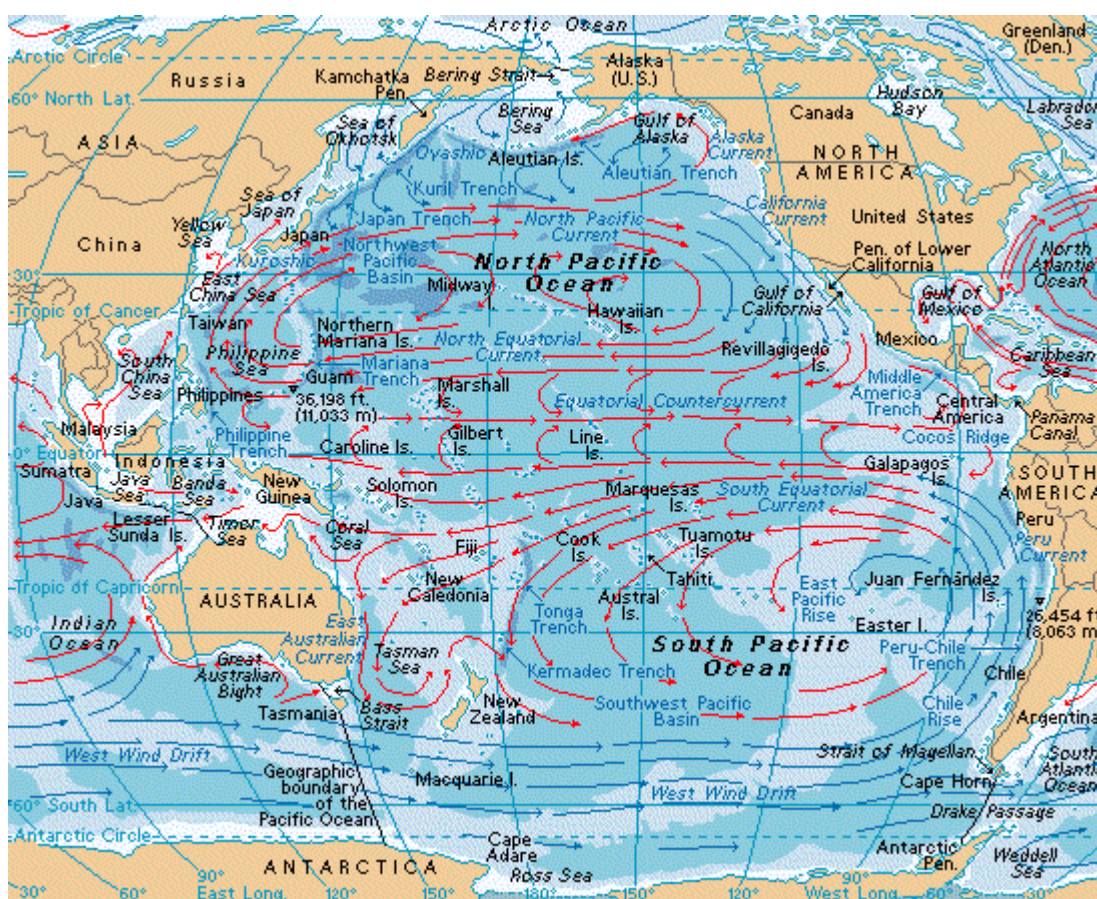 Arctic Ocean
Greenland
(Den.)
Arctic Circle
Russia
Kamchatka
Pen.
Bering Strait
Alaska
(U.S.)
60° North Lat.
Bering
Sea
Sea of
Okhotsk
Gulf of
Alaska
Alaska
Current
Canada
Hudson
Bay
Labrador
Sea
ASIA
Oyashio
Aleutian Is.
Aleutian Trench
NORTH
AMERICA
Kuril Trench
Sea of
Japan
Japan Trench
North Pacific
Current
California
Current
United States
Yellow
Sea
Japan
China
Kuroshio
Northwest
Pacific
Basin
North Pacific
Ocean
Pen. of Lower
California
North
Atlantic
Ocean
30°
East
China Sea
Midway
I.
Gulf of
California
Gulf of
Mexico
Tropic of Cancer
Hawaiian
Is.
Taiwan
Northern
Mariana Is.
North Equatorial
Current
Revillagigedo
Is.
Mexico
Caribbean
Sea
South
China
Sea
Philippine
Sea
Mariana
Trench
Guam
36,198 ft.
(11,033 m)
Marshall
Is.
Middle
America
Trench
Philippines
Equatorial Countercurrent
Central
America
Panama
Canal
Malaysia
Philippine
Trench
Caroline Is.
Gilbert
Is.
Line
Is.
Cocos Ridge
0° Equator
Sumatra
Indonesia
Java
Sea
Banda
Sea
New
Guinea
Solomon
Is.
Marquesas
Is.
South Equatorial
Current
Galapagos
Is.
SOUTH
AMERICA
Java
Lesser
Sunda Is.
Timor
Sea
Coral
Sea
Fiji
Cook
Is.
Tuamotu
Is.
Peru
Peru
Current
Tropic of Capricorn
AUSTRALIA
New
Caledonia
Tahiti
Austral
Is.
East
Pacific
Rise
Juan Fernández
Is.
Easter I.
26,454 ft
(8,063 m)
Indian
Ocean
30°
East
Australian
Current
Tasman
Sea
Tonga
Trench
Kermadec Trench
South Pacific
Ocean
Peru-Chile
Trench
Chile
Great
Australian
Bight
Tasmania
Bass
Strait
New
Zealand
Southwest Pacific
Basin
Chile
Rise
Argentina
West Wind Drift
Geographic
boundary
of the
Pacific Ocean
Macquarie I.
West Wind Drift
Strait of Magellan
Cape Horn
South
Atlantic
Ocean
60° South Lat.
Drake Passage
Antarctic Circle
ANTARCTICA
Cape
Adare
Ross Sea
Antarctic
Pen.
Weddell
Sea
30°
60°
90°
East Long.
120°
150°
180°
150°
120°
90°
West Long.
60°
30°